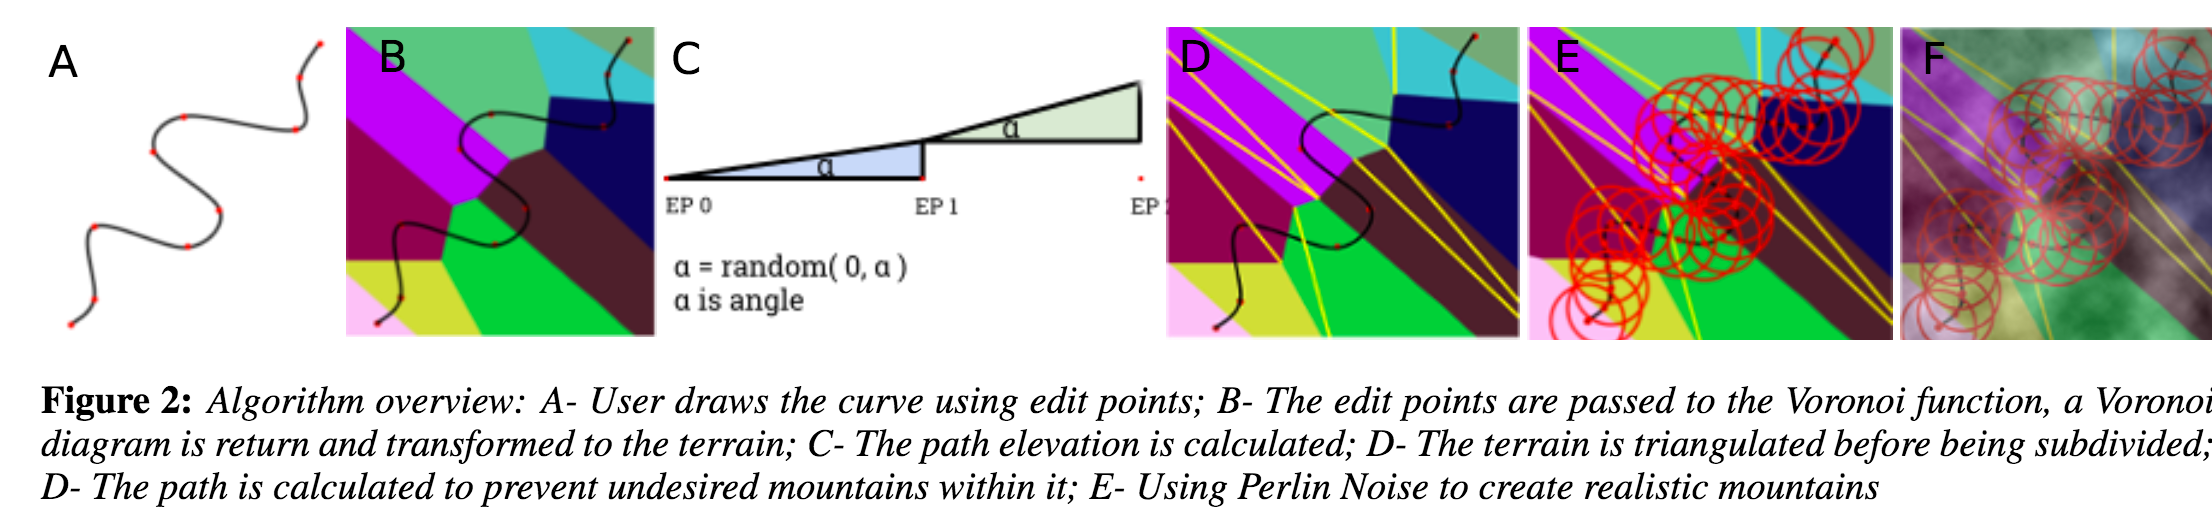 A
B
C
D
E
F
α
α
EP 0
EP 1
EP
α = random( 0, α )
α is angle
Figure 2: Algorithm overview: A- User draws the curve using edit points; B- The edit points are passed to the Voronoi function, a Voronoi
diagram is return and transformed to the terrain; C- The path elevation is calculated; D- The terrain is triangulated before being subdivided;
D- The path is calculated to prevent undesired mountains within it; E- Using Perlin Noise to create realistic mountains